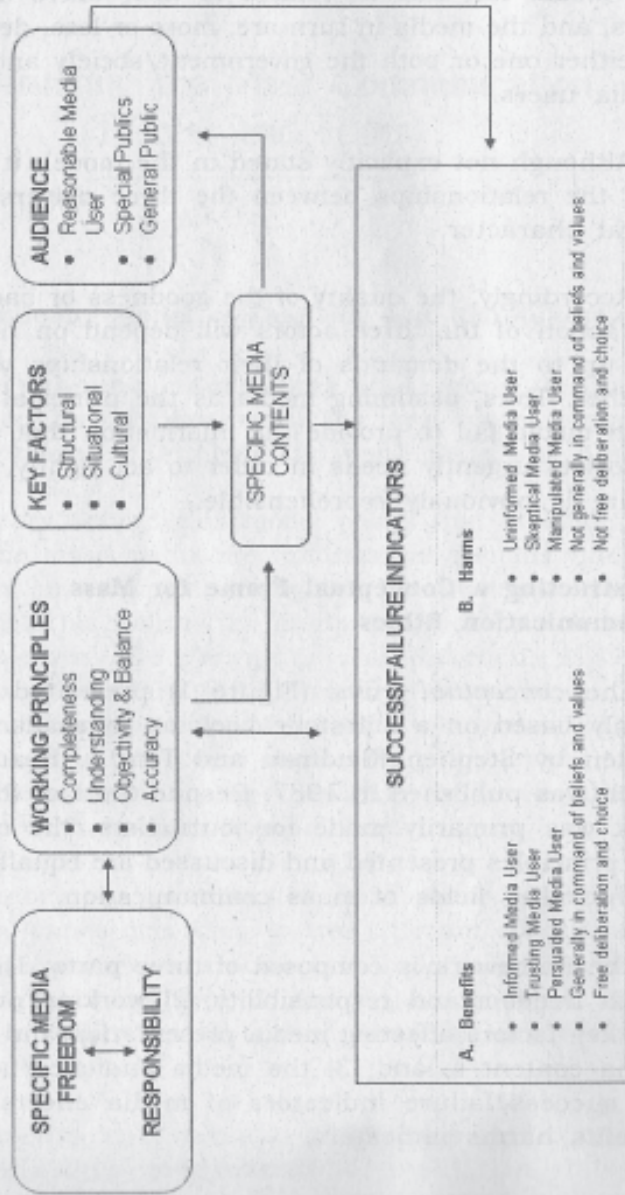 SPECIFIC MEDIA
FREEDOM
RESPONSIBILITY
WORKING PRINCIPLES
• Completeness
• Understanding
• Objectivity & Balance
• Accuracy
KEY FACTORS
• Structural
• Situational
• Cultural
AUDIENCE
• Reasonable Media
User
• Special Publics
• General Public
SPECIFIC MEDIA
CONTENTS
SUCCESS/FAILURE INDICATORS
A. Benefits
• Informed Media User
• Trusting Media User
• Persuaded Media User
• Generally in command of beliefs and values
Free deliberation and choice
B. Harms
• Uninformed Media User
• Skeptical Media User
• Manipulated Media User
• Not generally in command of beliefs and values
• Not free deliberation and choice